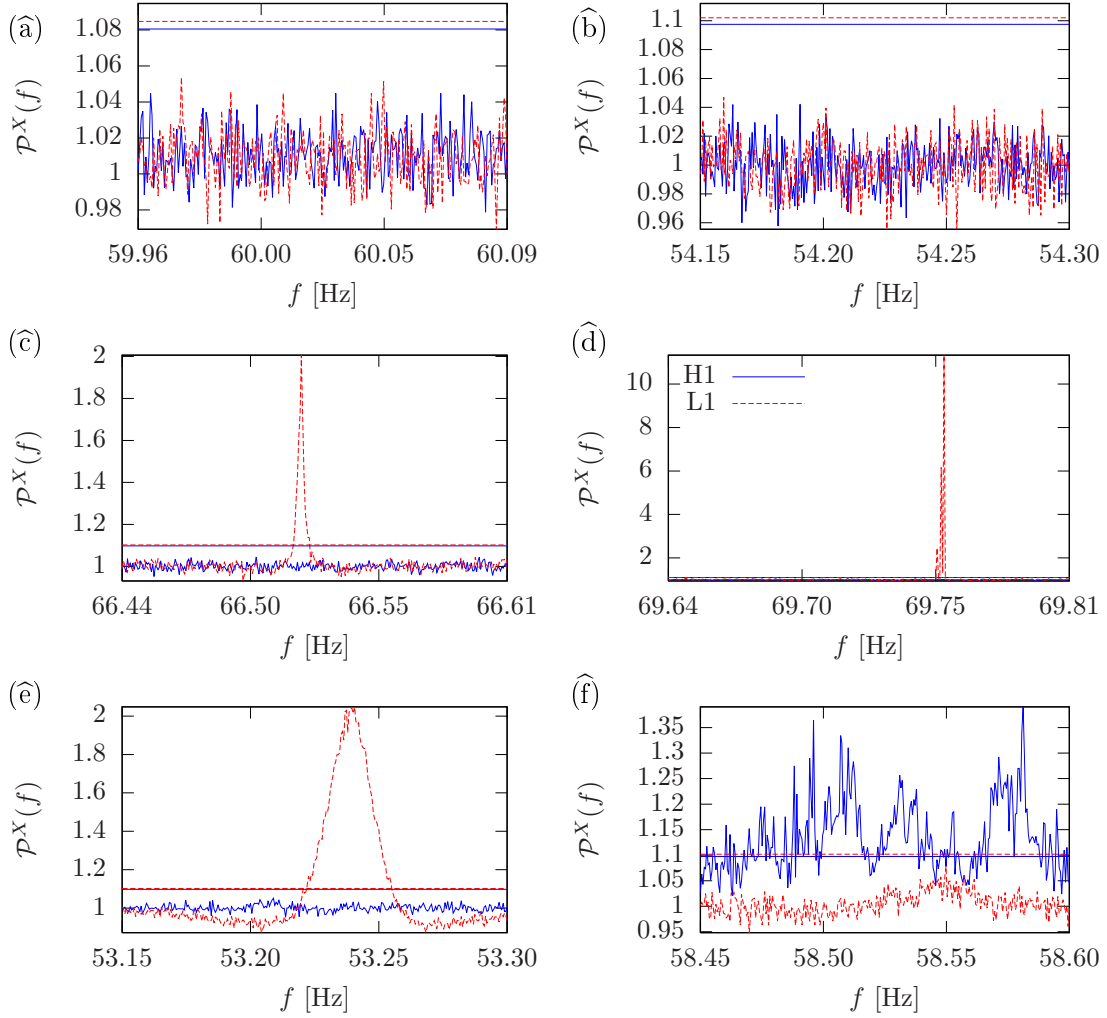 (â)
1.08
1.06
1.04
1.02
1
0.98
𝒫^X(f)
59.96 60.00 60.05 60.09
f [Hz]
(b̂)
1.1
1.08
1.06
1.04
1.02
1
0.98
0.96
𝒫^X(f)
54.15 54.20 54.25 54.30
f [Hz]
(ĉ)
2
1.8
1.6
1.4
1.2
1
𝒫^X(f)
66.44 66.50 66.55 66.61
f [Hz]
(d̂)
H1
L1
10
8
6
4
2
𝒫^X(f)
69.64 69.70 69.75 69.81
f [Hz]
(ê)
2
1.8
1.6
1.4
1.2
1
𝒫^X(f)
53.15 53.20 53.25 53.30
f [Hz]
(f̂)
1.35
1.3
1.25
1.2
1.15
1.1
1.05
1
0.95
𝒫^X(f)
58.45 58.50 58.55 58.60
f [Hz]